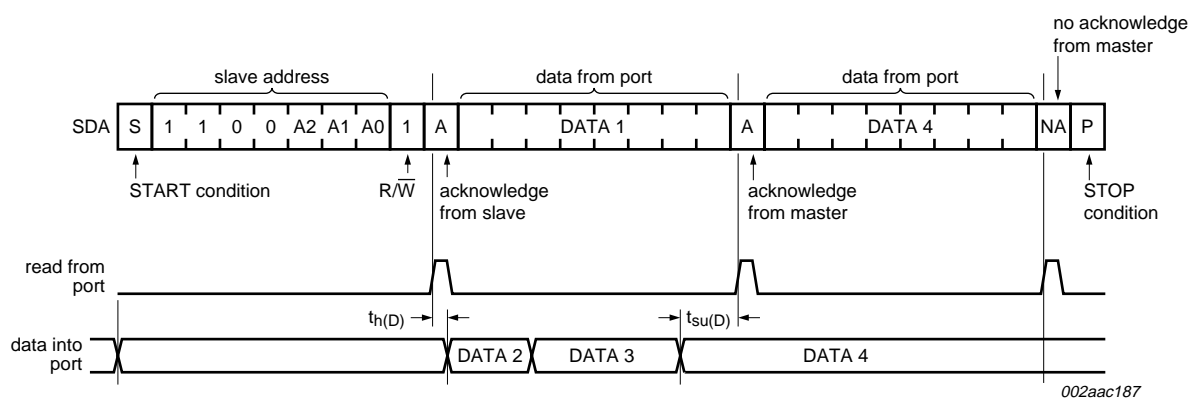 no acknowledge
from master
slave address
data from port
data from port
SDA S 1 1 0 0 A2 A1 A0 1 A DATA 1 A DATA 4 NA P
START condition
R/W̅
acknowledge
from slave
acknowledge
from master
STOP
condition
read from
port
th(D)
tsu(D)
data into
port
DATA 2 DATA 3 DATA 4
002aac187